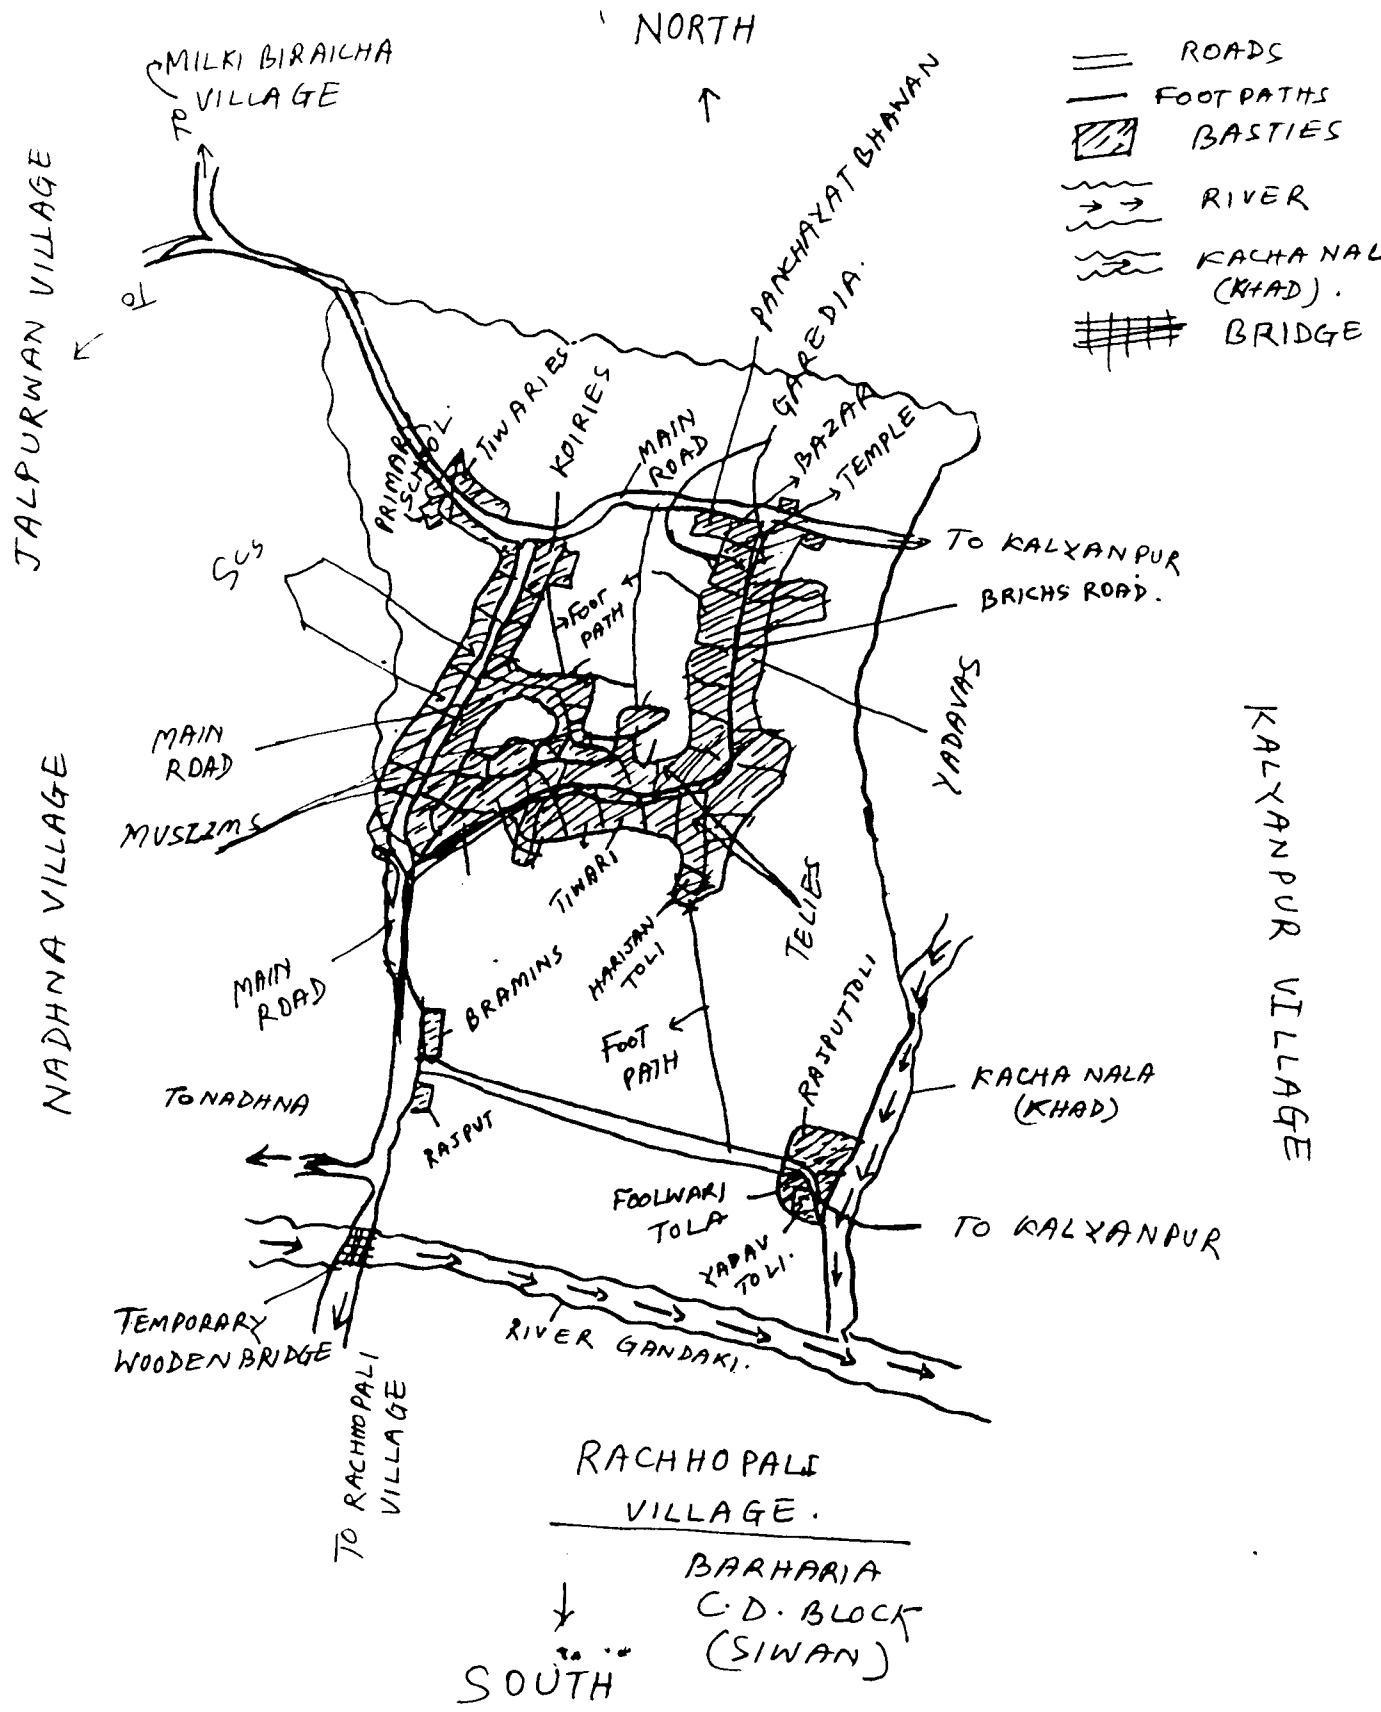 NORTH
MILKI BIRAICHA
VILLAGE
TO
ROADS
FOOT PATHS
BASTIES
RIVER
KACHA NAL
(KHAD).
BRIDGE
JALPURWAN VILLAGE
TO
PANCHAYAT BHAWAN
GAREDIA.
BAZAR
TEMPLE
TIWARIES.
KOIRIES
PRIMARY
SCHOOL.
MAIN
ROAD
TO KALYANPUR
BRICHS ROAD.
SCS
FOOT
PATH
YADAVAS
MAIN
ROAD
MUSLIMS
NADHNA VILLAGE
KALYANPUR VILLAGE
TIWARI
TELIES
HARIJAN
TOLI
MAIN
ROAD
BRAMINS
FOOT
PATH
RAJPUT TOLI
KACHA NALA
(KHAD)
TO NADHNA
RAJPUT
FOOLWARI
TOLA
YADAV
TOLI.
TO KALYANPUR
TEMPORARY
WOODEN BRIDGE
RIVER GANDAKI.
TO RACHHOPALI
VILLAGE
RACHHOPALI
VILLAGE.
BARHARIA
C.D. BLOCK
(SIWAN)
SOUTH